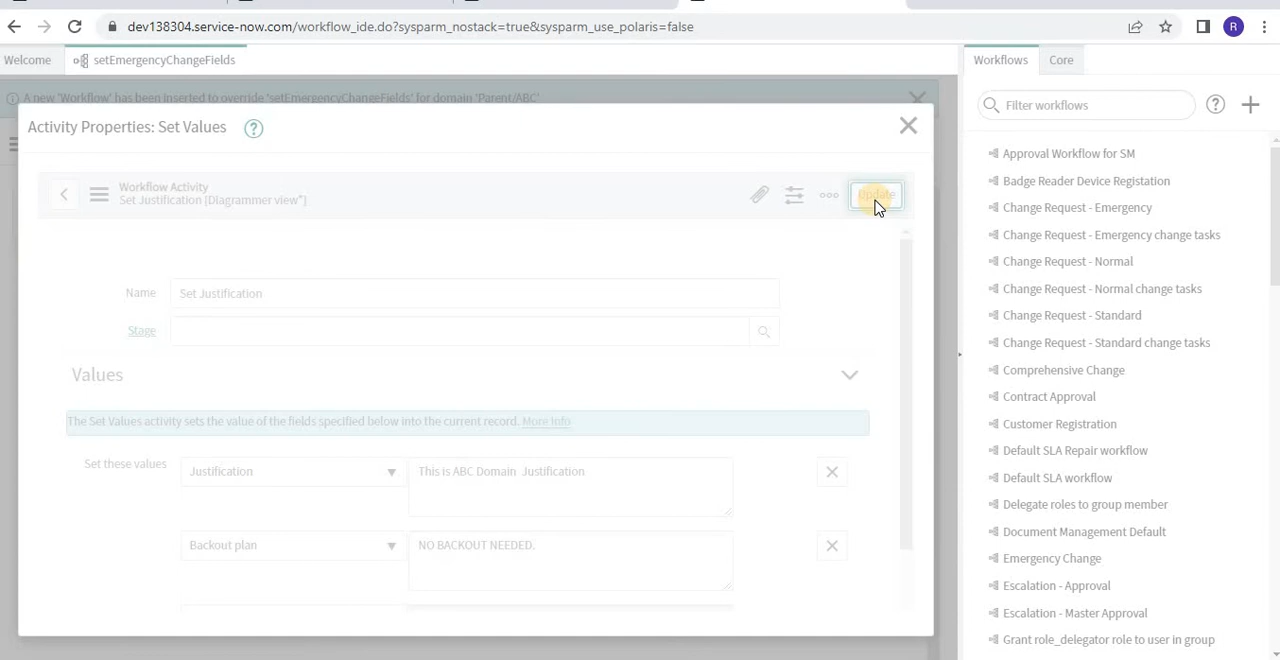 dev138304.service-now.com/workflow_ide.do?sysparm_nostack=true&sysparm_use_polaris=false
R
Welcome
setEmergencyChangeFields
Workflows
Core
A new 'Workflow' has been inserted to override 'setEmergencyChangeFields' for domain 'Parent/ABC'
Filter workflows
Activity Properties: Set Values
Workflow Activity
Set Justification [Diagrammer view*]
Update
Name
Set Justification
Stage
Values
The Set Values activity sets the value of the fields specified below into the current record. More Info
Set these values
Justification
This is ABC Domain Justification
Backout plan
NO BACKOUT NEEDED.
Approval Workflow for SM
Badge Reader Device Registation
Change Request - Emergency
Change Request - Emergency change tasks
Change Request - Normal
Change Request - Normal change tasks
Change Request - Standard
Change Request - Standard change tasks
Comprehensive Change
Contract Approval
Customer Registration
Default SLA Repair workflow
Default SLA workflow
Delegate roles to group member
Document Management Default
Emergency Change
Escalation - Approval
Escalation - Master Approval
Grant role_delegator role to user in group